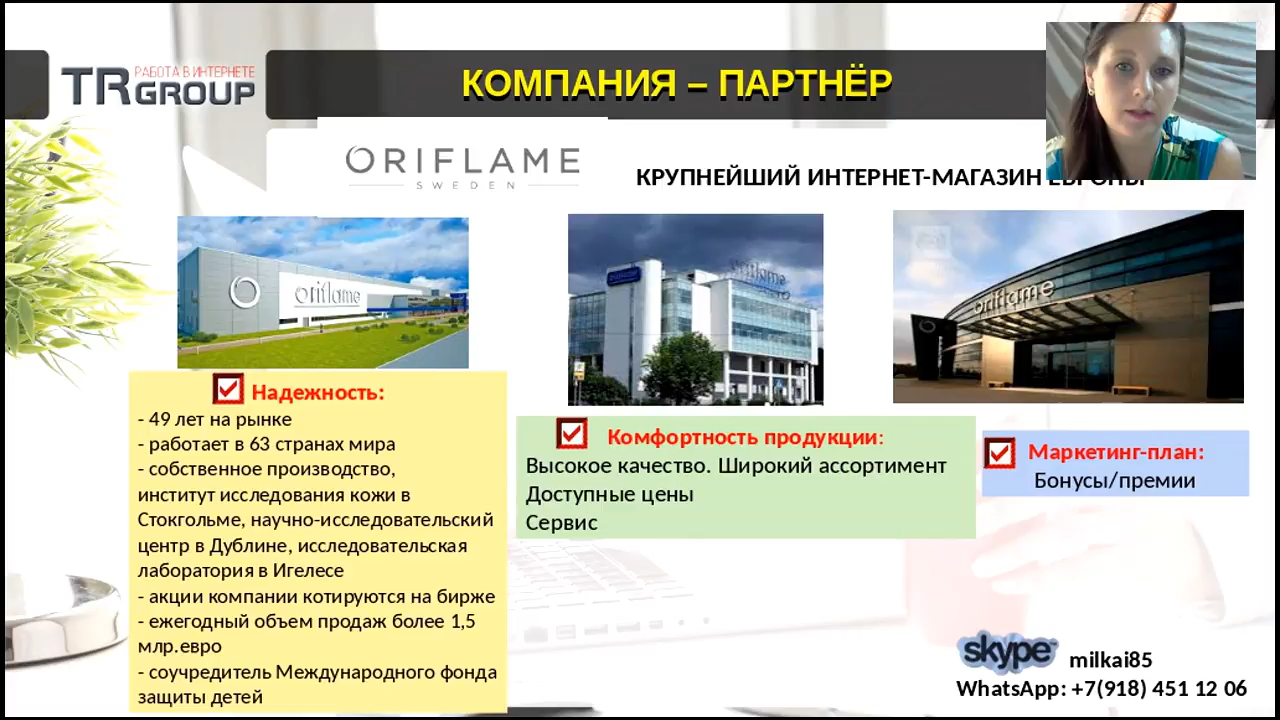 РАБОТА В ИНТЕРНЕТЕ
TRGROUP
КОМПАНИЯ – ПАРТНЁР
ORIFLAME
SWEDEN
КРУПНЕЙШИЙ ИНТЕРНЕТ-МАГАЗИН ЕВРОПЫ
oriflame
oriflame
oriflame
Надежность:
- 49 лет на рынке
- работает в 63 странах мира
- собственное производство,
институт исследования кожи в
Стокгольме, научно-исследовательский
центр в Дублине, исследовательская
лаборатория в Игелесе
- акции компании котируются на бирже
- ежегодный объем продаж более 1,5
млр.евро
- соучредитель Международного фонда
защиты детей
Комфортность продукции:
Высокое качество. Широкий ассортимент
Доступные цены
Сервис
Маркетинг-план:
Бонусы/премии
skype milkai85
WhatsApp: +7(918) 451 12 06